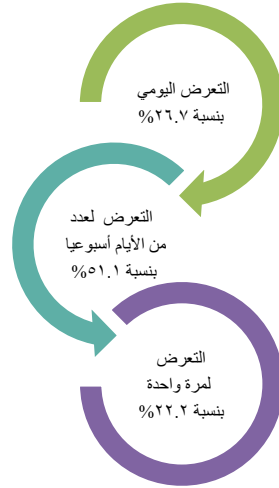 التعرض اليومي
بنسبة ٢٦.٧%
التعرض لعدد
من الأيام أسبوعيا
بنسبة ٥١.١%
التعرض
لمرة واحدة
بنسبة ٢٢.٢%